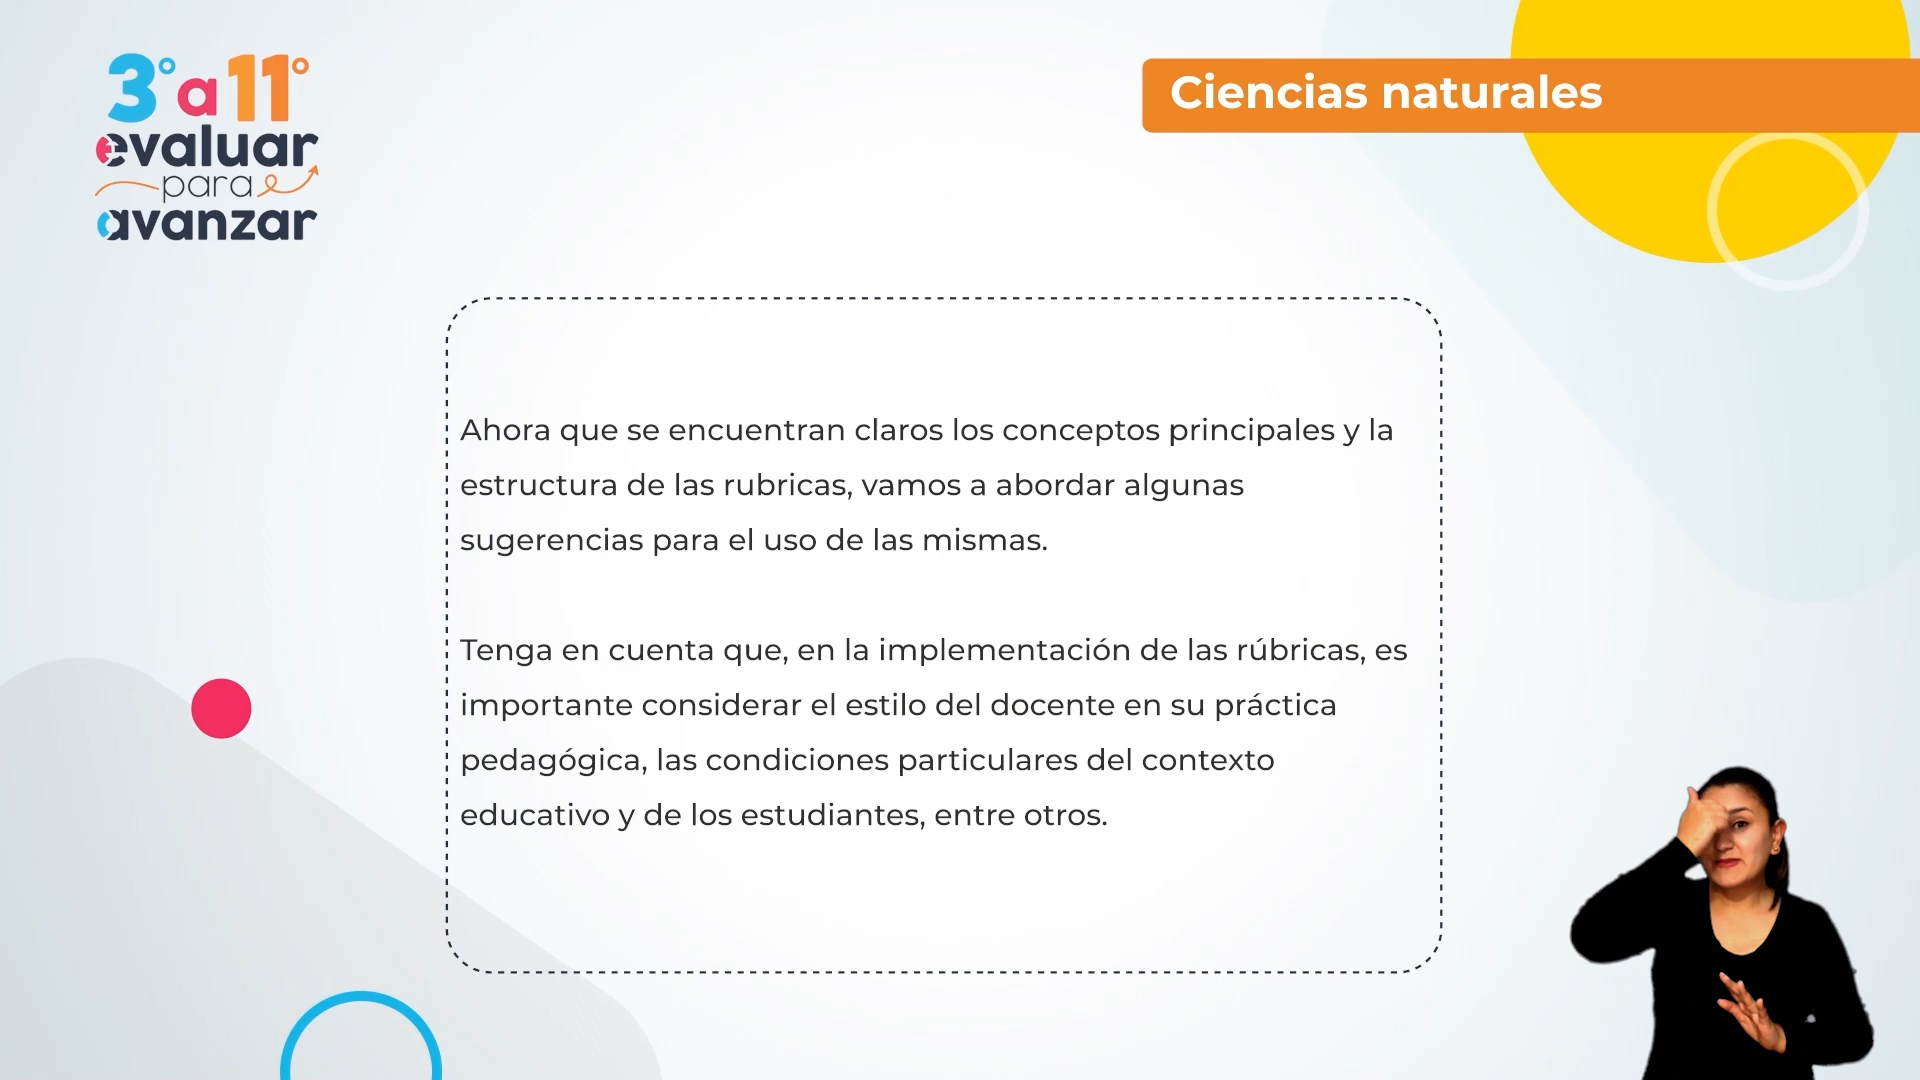 3° a 11°
evaluar
para
avanzar
Ciencias naturales
Ahora que se encuentran claros los conceptos principales y la
estructura de las rubricas, vamos a abordar algunas
sugerencias para el uso de las mismas.
Tenga en cuenta que, en la implementación de las rúbricas, es
importante considerar el estilo del docente en su práctica
pedagógica, las condiciones particulares del contexto
educativo y de los estudiantes, entre otros.